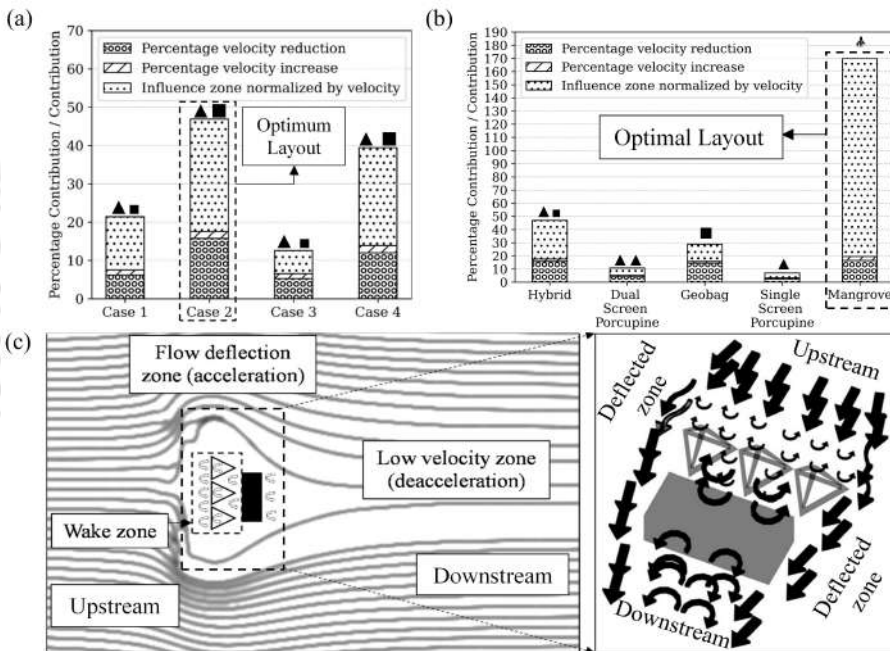 (a)
70
60
50
40
30
20
10
0
Percentage Contribution / Contribution
Percentage velocity reduction
Percentage velocity increase
Influence zone normalized by velocity
Optimum
Layout
Case 1
Case 2
Case 3
Case 4
(b)
190
180
170
160
150
140
130
120
110
100
90
80
70
60
50
40
30
20
10
0
Percentage Contribution / Contribution
Percentage velocity reduction
Percentage velocity increase
Influence zone normalized by velocity
Optimal Layout
Hybrid
Dual
Screen
Porcupine
Geobag
Single
Screen
Porcupine
Mangrove
(c)
Flow deflection
zone (acceleration)
Low velocity zone
(deacceleration)
Wake zone
Upstream
Downstream
Deflected
zone
Upstream
Deflected
zone
Downstream